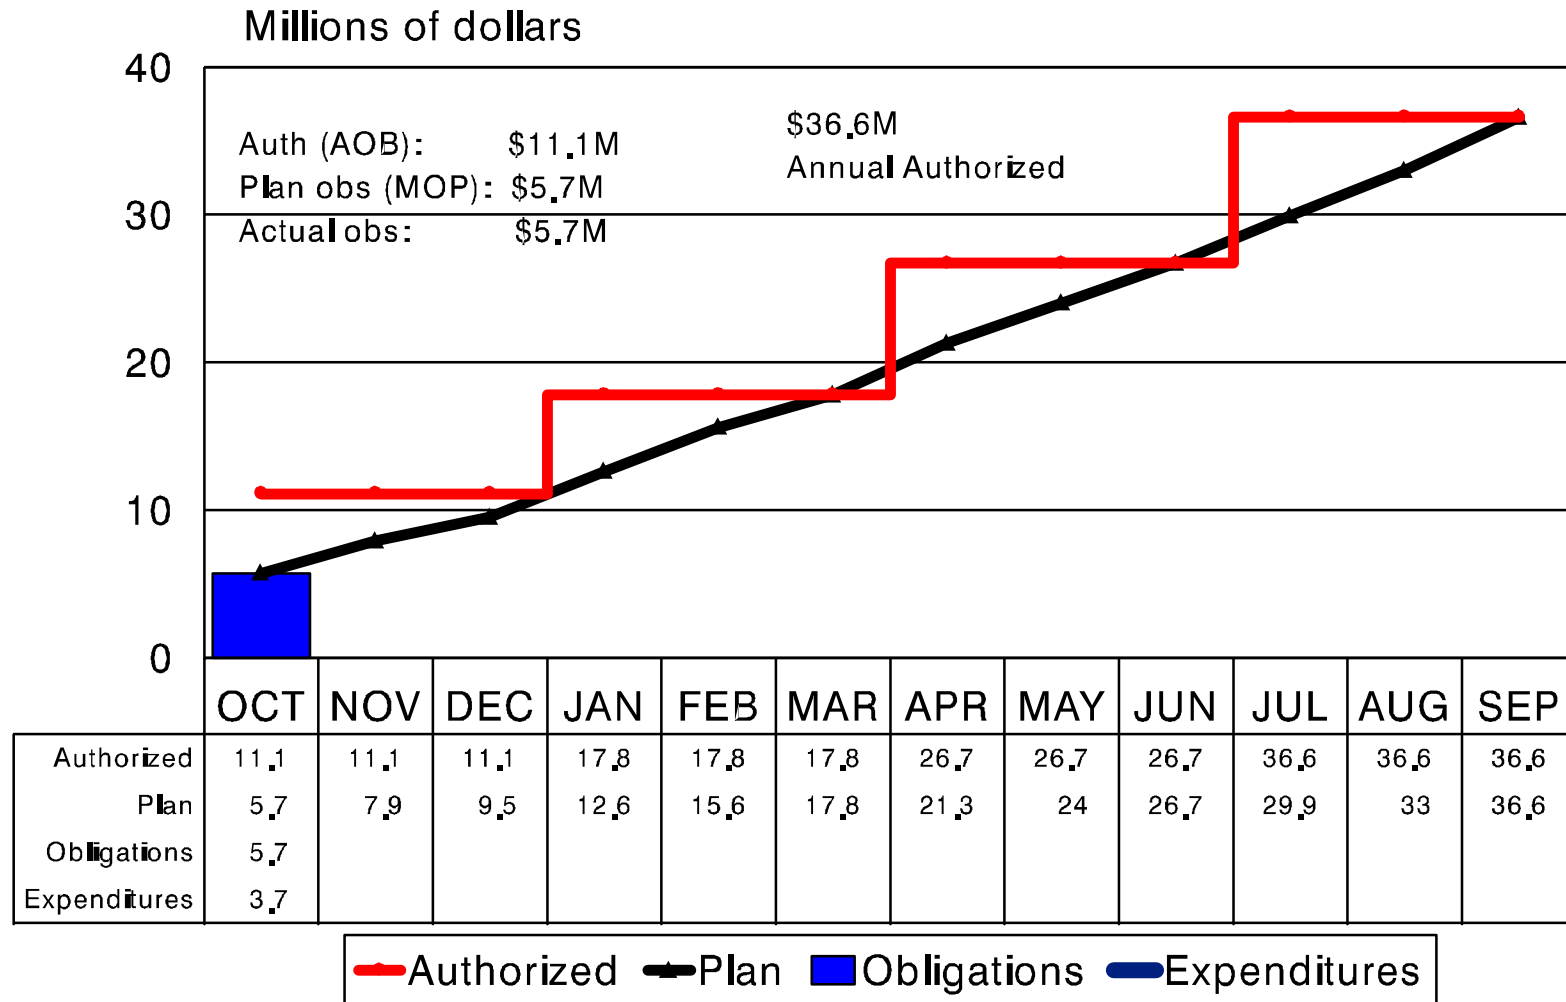 Millions of dollars
40
Auth (AOB): $11.1M
Plan obs (MOP): $5.7M
Actual obs: $5.7M
$36.6M
Annual Authorized
30
20
10
0
OCT NOV DEC JAN FEB MAR APR MAY JUN JUL AUG SEP
Authorized 11.1 11.1 11.1 17.8 17.8 17.8 26.7 26.7 26.7 36.6 36.6 36.6
Plan 5.7 7.9 9.5 12.6 15.6 17.8 21.3 24 26.7 29.9 33 36.6
Obligations 5.7
Expenditures 3.7
Authorized Plan Obligations Expenditures